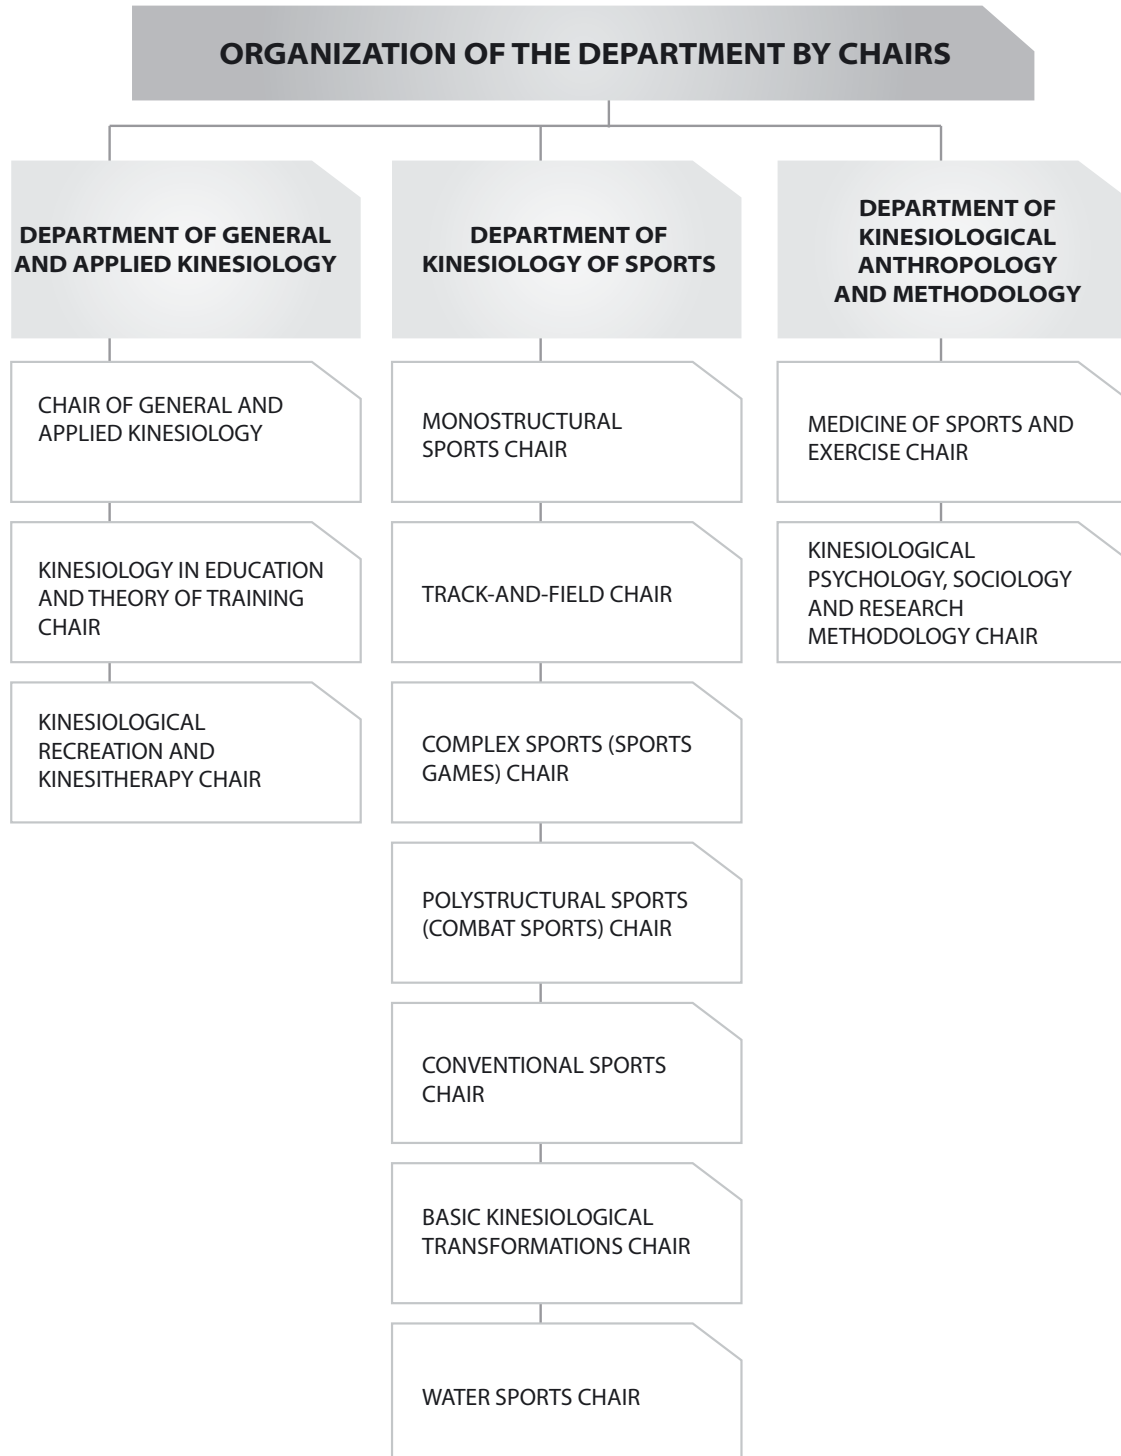 ORGANIZATION OF THE DEPARTMENT BY CHAIRS
DEPARTMENT OF GENERAL
AND APPLIED KINESIOLOGY
CHAIR OF GENERAL AND
APPLIED KINESIOLOGY
KINESIOLOGY IN EDUCATION
AND THEORY OF TRAINING
CHAIR
KINESIOLOGICAL
RECREATION AND
KINESITHERAPY CHAIR
DEPARTMENT OF
KINESIOLOGY OF SPORTS
MONOSTRUCTURAL
SPORTS CHAIR
TRACK-AND-FIELD CHAIR
COMPLEX SPORTS (SPORTS
GAMES) CHAIR
POLYSTRUCTURAL SPORTS
(COMBAT SPORTS) CHAIR
CONVENTIONAL SPORTS
CHAIR
BASIC KINESIOLOGICAL
TRANSFORMATIONS CHAIR
WATER SPORTS CHAIR
DEPARTMENT OF
KINESIOLOGICAL
ANTHROPOLOGY
AND METHODOLOGY
MEDICINE OF SPORTS AND
EXERCISE CHAIR
KINESIOLOGICAL
PSYCHOLOGY, SOCIOLOGY
AND RESEARCH
METHODOLOGY CHAIR